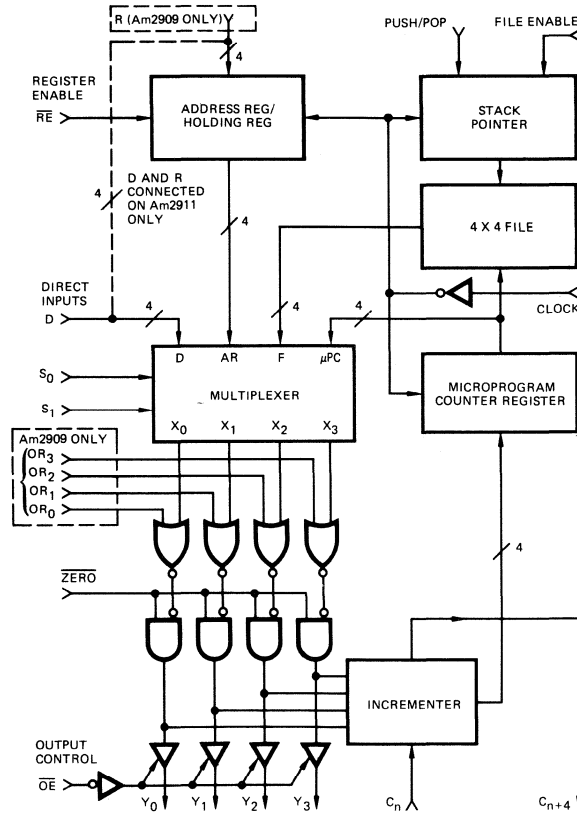 R (Am2909 ONLY)
4
PUSH/POP
FILE ENABLE
REGISTER
ENABLE
RE
ADDRESS REG/
HOLDING REG
STACK
POINTER
4
D AND R
CONNECTED
ON Am2911
ONLY
4
4 X 4 FILE
DIRECT
INPUTS
D
4
4
4
CLOCK
D AR F μPC
MULTIPLEXER
X0 X1 X2 X3
S0
S1
MICROPROGRAM
COUNTER REGISTER
Am2909 ONLY
OR3
OR2
OR1
OR0
4
ZERO
INCREMENTER
OUTPUT
CONTROL
OE
Y0 Y1 Y2 Y3
Cn
Cn+4